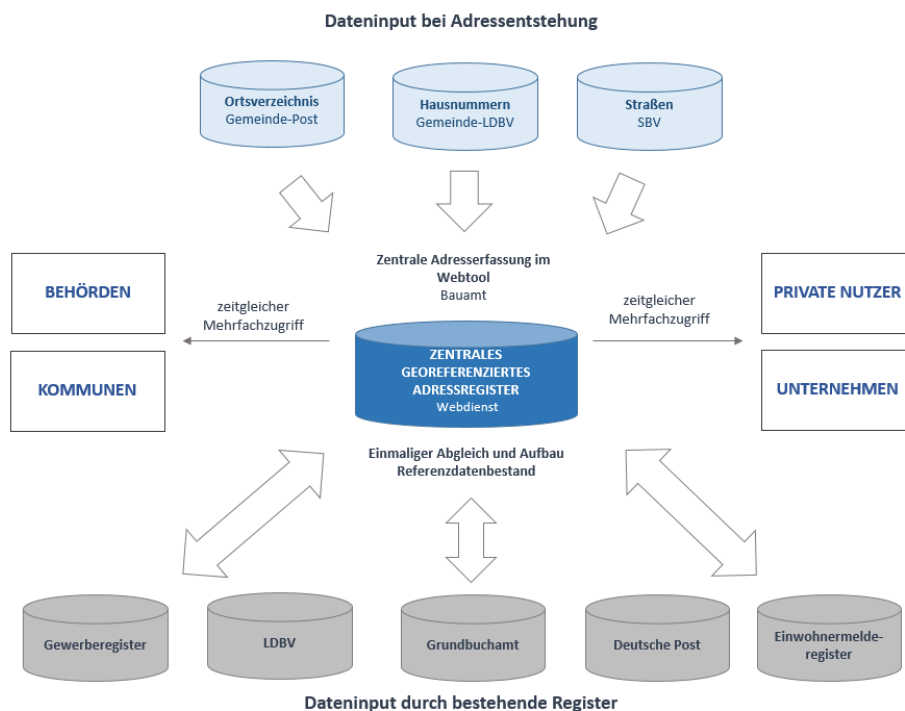 Dateninput bei Adressentstehung
Ortsverzeichnis
Gemeinde-Post
Hausnummern
Gemeinde-LDBV
Straßen
SBV
Zentrale Adresserfassung im
Webtool
Bauamt
BEHÖRDEN
KOMMUNEN
zeitgleicher
Mehrfachzugriff
ZENTRALES
GEOREFERENZIERTES
ADRESSREGISTER
Webdienst
zeitgleicher
Mehrfachzugriff
PRIVATE NUTZER
UNTERNEHMEN
Einmaliger Abgleich und Aufbau
Referenzdatenbestand
Gewerberegister
LDBV
Grundbuchamt
Deutsche Post
Einwohnermelde-
register
Dateninput durch bestehende Register